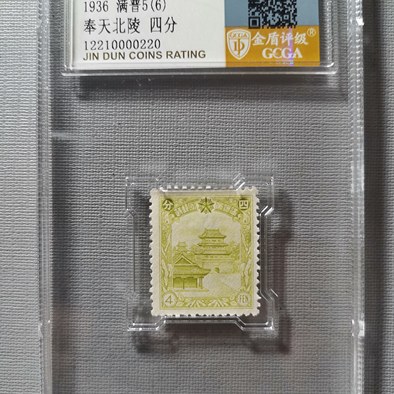 1936 满普5(6)
奉天北陵 四分
12210000220
JIN DUN COINS RATING
金盾评级®
GCGA
分 四
4